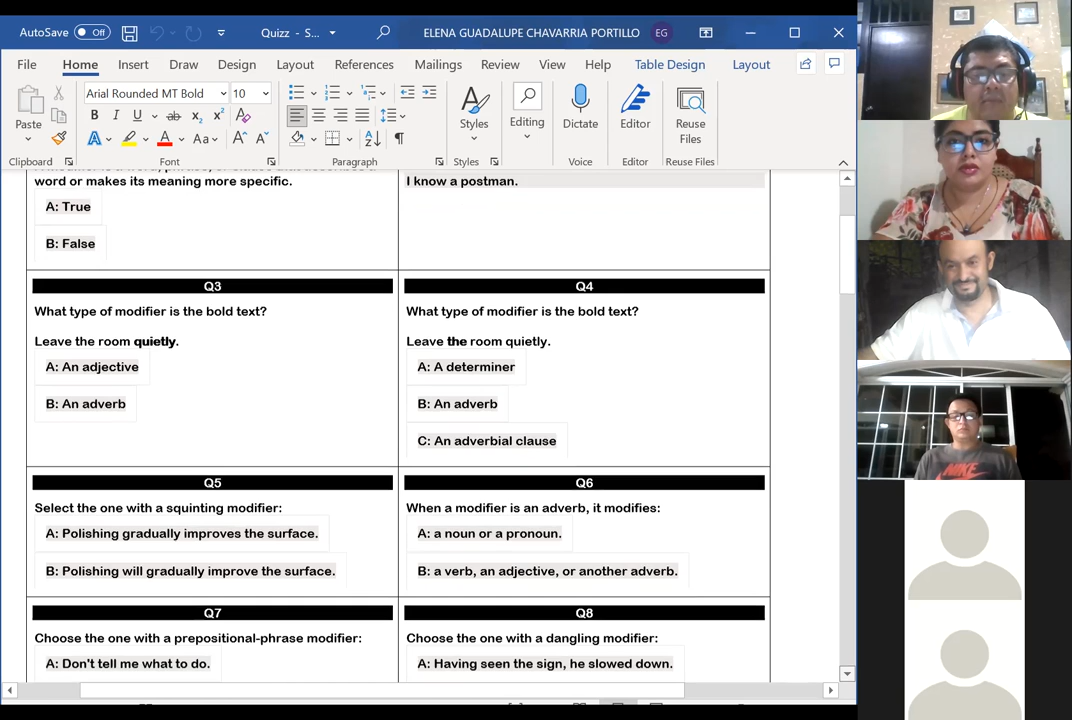 AutoSave Off Quizz - S... ELENA GUADALUPE CHAVARRIA PORTILLO EG
File Home Insert Draw Design Layout References Mailings Review View Help Table Design Layout
Arial Rounded MT Bold 10
Paste B I U ab x₂ x² A Styles Editing Dictate Editor Reuse Files
A Aa A A
Clipboard Font Paragraph Styles Voice Editor Reuse Files
word or makes its meaning more specific.
A: True
B: False
I know a postman.
Q3
What type of modifier is the bold text?
Leave the room quietly.
A: An adjective
B: An adverb
Q4
What type of modifier is the bold text?
Leave the room quietly.
A: A determiner
B: An adverb
C: An adverbial clause
Q5
Select the one with a squinting modifier:
A: Polishing gradually improves the surface.
B: Polishing will gradually improve the surface.
Q6
When a modifier is an adverb, it modifies:
A: a noun or a pronoun.
B: a verb, an adjective, or another adverb.
Q7
Choose the one with a prepositional-phrase modifier:
A: Don't tell me what to do.
Q8
Choose the one with a dangling modifier:
A: Having seen the sign, he slowed down.
NIKE